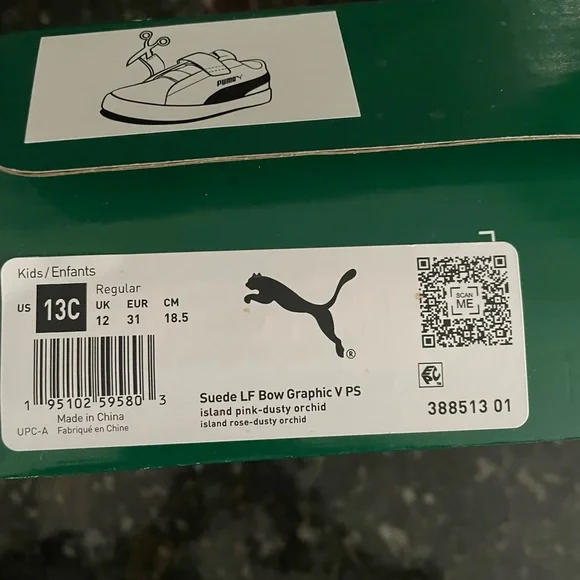 PUMA
Kids/Enfants
Regular
US 13C UK EUR CM
12 31 18.5
SCAN
ME
1 95102 59580 3
Made in China
UPC-A Fabriqué en Chine
Suede LF Bow Graphic V PS
island pink-dusty orchid
island rose-dusty orchid
388513 01
®